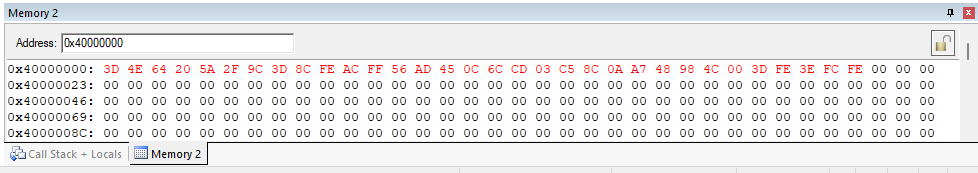 Memory 2
Address: 0x40000000
0x40000000: 3D 4E 64 20 5A 2F 9C 3D 8C FE AC FF 56 AD 45 0C 6C CD 03 C5 8C 0A A7 48 98 4C 00 3D FE 3E FC FE 00 00 00
0x40000023: 00 00 00 00 00 00 00 00 00 00 00 00 00 00 00 00 00 00 00 00 00 00 00 00 00 00 00 00 00 00 00 00 00 00 00
0x40000046: 00 00 00 00 00 00 00 00 00 00 00 00 00 00 00 00 00 00 00 00 00 00 00 00 00 00 00 00 00 00 00 00 00 00 00
0x40000069: 00 00 00 00 00 00 00 00 00 00 00 00 00 00 00 00 00 00 00 00 00 00 00 00 00 00 00 00 00 00 00 00 00 00 00
0x4000008C: 00 00 00 00 00 00 00 00 00 00 00 00 00 00 00 00 00 00 00 00 00 00 00 00 00 00 00 00 00 00 00 00 00 00 00
Call Stack + Locals Memory 2